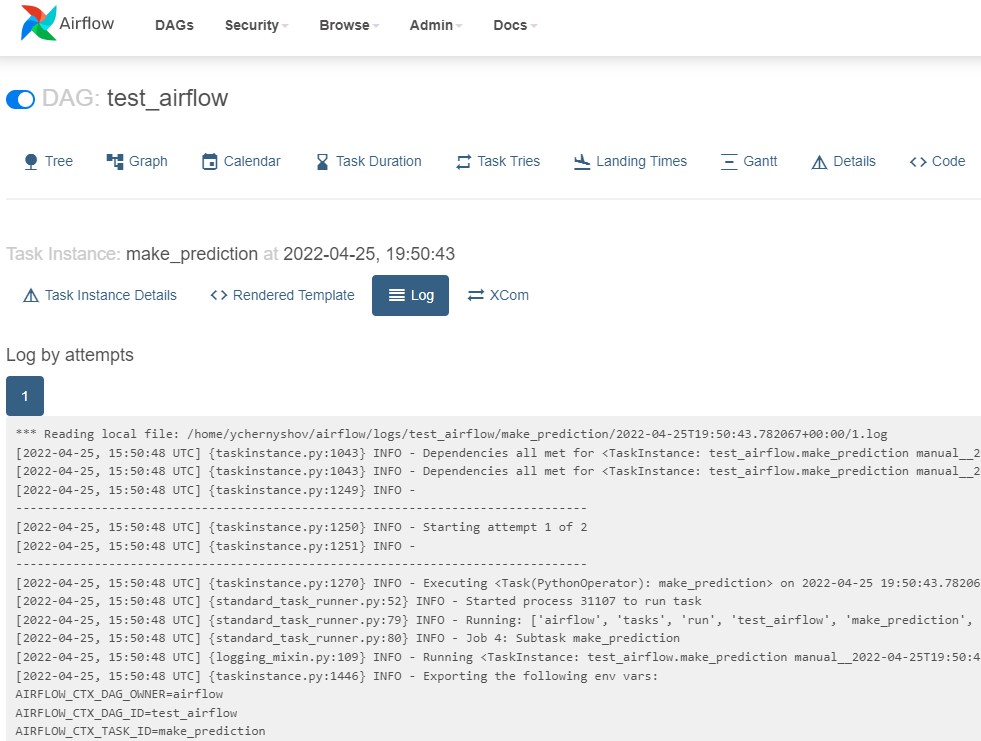 Airflow DAGs Security Browse Admin Docs
DAG: test_airflow
Tree Graph Calendar Task Duration Task Tries Landing Times Gantt Details Code
Task Instance: make_prediction at 2022-04-25, 19:50:43
Task Instance Details Rendered Template Log XCom
Log by attempts
1
*** Reading local file: /home/ychernyshov/airflow/logs/test_airflow/make_prediction/2022-04-25T19:50:43.782067+00:00/1.log
[2022-04-25, 15:50:48 UTC] {taskinstance.py:1043} INFO - Dependencies all met for <TaskInstance: test_airflow.make_prediction manual__2
[2022-04-25, 15:50:48 UTC] {taskinstance.py:1043} INFO - Dependencies all met for <TaskInstance: test_airflow.make_prediction manual__2
[2022-04-25, 15:50:48 UTC] {taskinstance.py:1249} INFO -
--------------------------------------------------------------------------------
[2022-04-25, 15:50:48 UTC] {taskinstance.py:1250} INFO - Starting attempt 1 of 2
[2022-04-25, 15:50:48 UTC] {taskinstance.py:1251} INFO -
--------------------------------------------------------------------------------
[2022-04-25, 15:50:48 UTC] {taskinstance.py:1270} INFO - Executing <Task(PythonOperator): make_prediction> on 2022-04-25 19:50:43.78206
[2022-04-25, 15:50:48 UTC] {standard_task_runner.py:52} INFO - Started process 31107 to run task
[2022-04-25, 15:50:48 UTC] {standard_task_runner.py:79} INFO - Running: ['airflow', 'tasks', 'run', 'test_airflow', 'make_prediction',
[2022-04-25, 15:50:48 UTC] {standard_task_runner.py:80} INFO - Job 4: Subtask make_prediction
[2022-04-25, 15:50:48 UTC] {logging_mixin.py:109} INFO - Running <TaskInstance: test_airflow.make_prediction manual__2022-04-25T19:50:4
[2022-04-25, 15:50:48 UTC] {taskinstance.py:1446} INFO - Exporting the following env vars:
AIRFLOW_CTX_DAG_OWNER=airflow
AIRFLOW_CTX_DAG_ID=test_airflow
AIRFLOW_CTX_TASK_ID=make_prediction